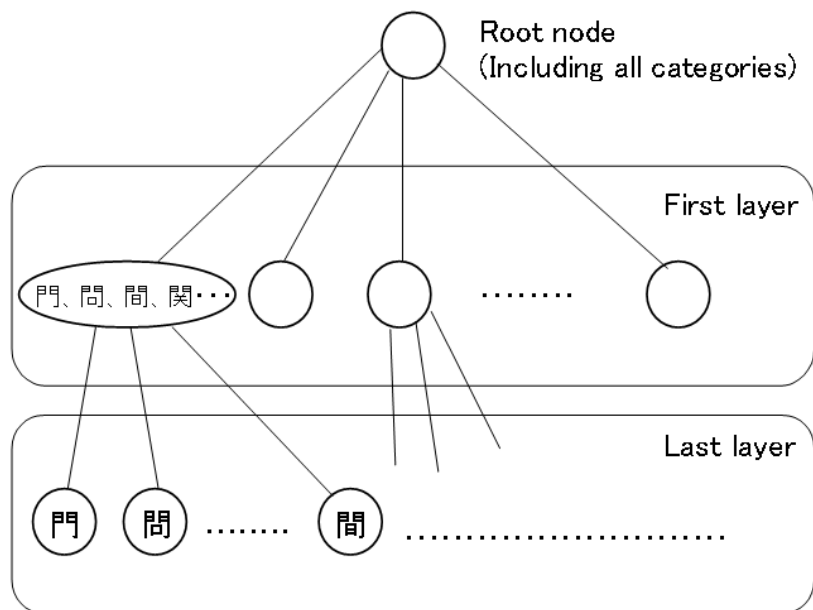 Root node
(Including all categories)
First layer
門、問、間、関…
………
Last layer
門
問
………
間
…………………………